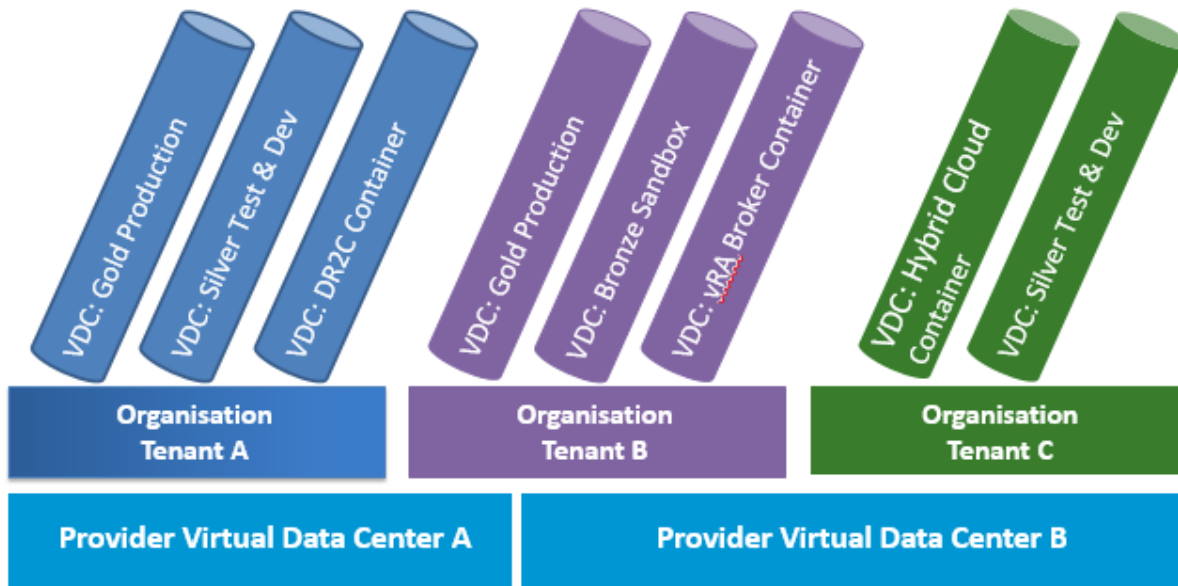 VDC: Gold Production
VDC: Silver Test & Dev
VDC: DR2C Container
VDC: Gold Production
VDC: Bronze Sandbox
VDC: vRA Broker Container
VDC: Hybrid Cloud
Container
VDC: Silver Test & Dev
Organisation
Tenant A
Organisation
Tenant B
Organisation
Tenant C
Provider Virtual Data Center A
Provider Virtual Data Center B